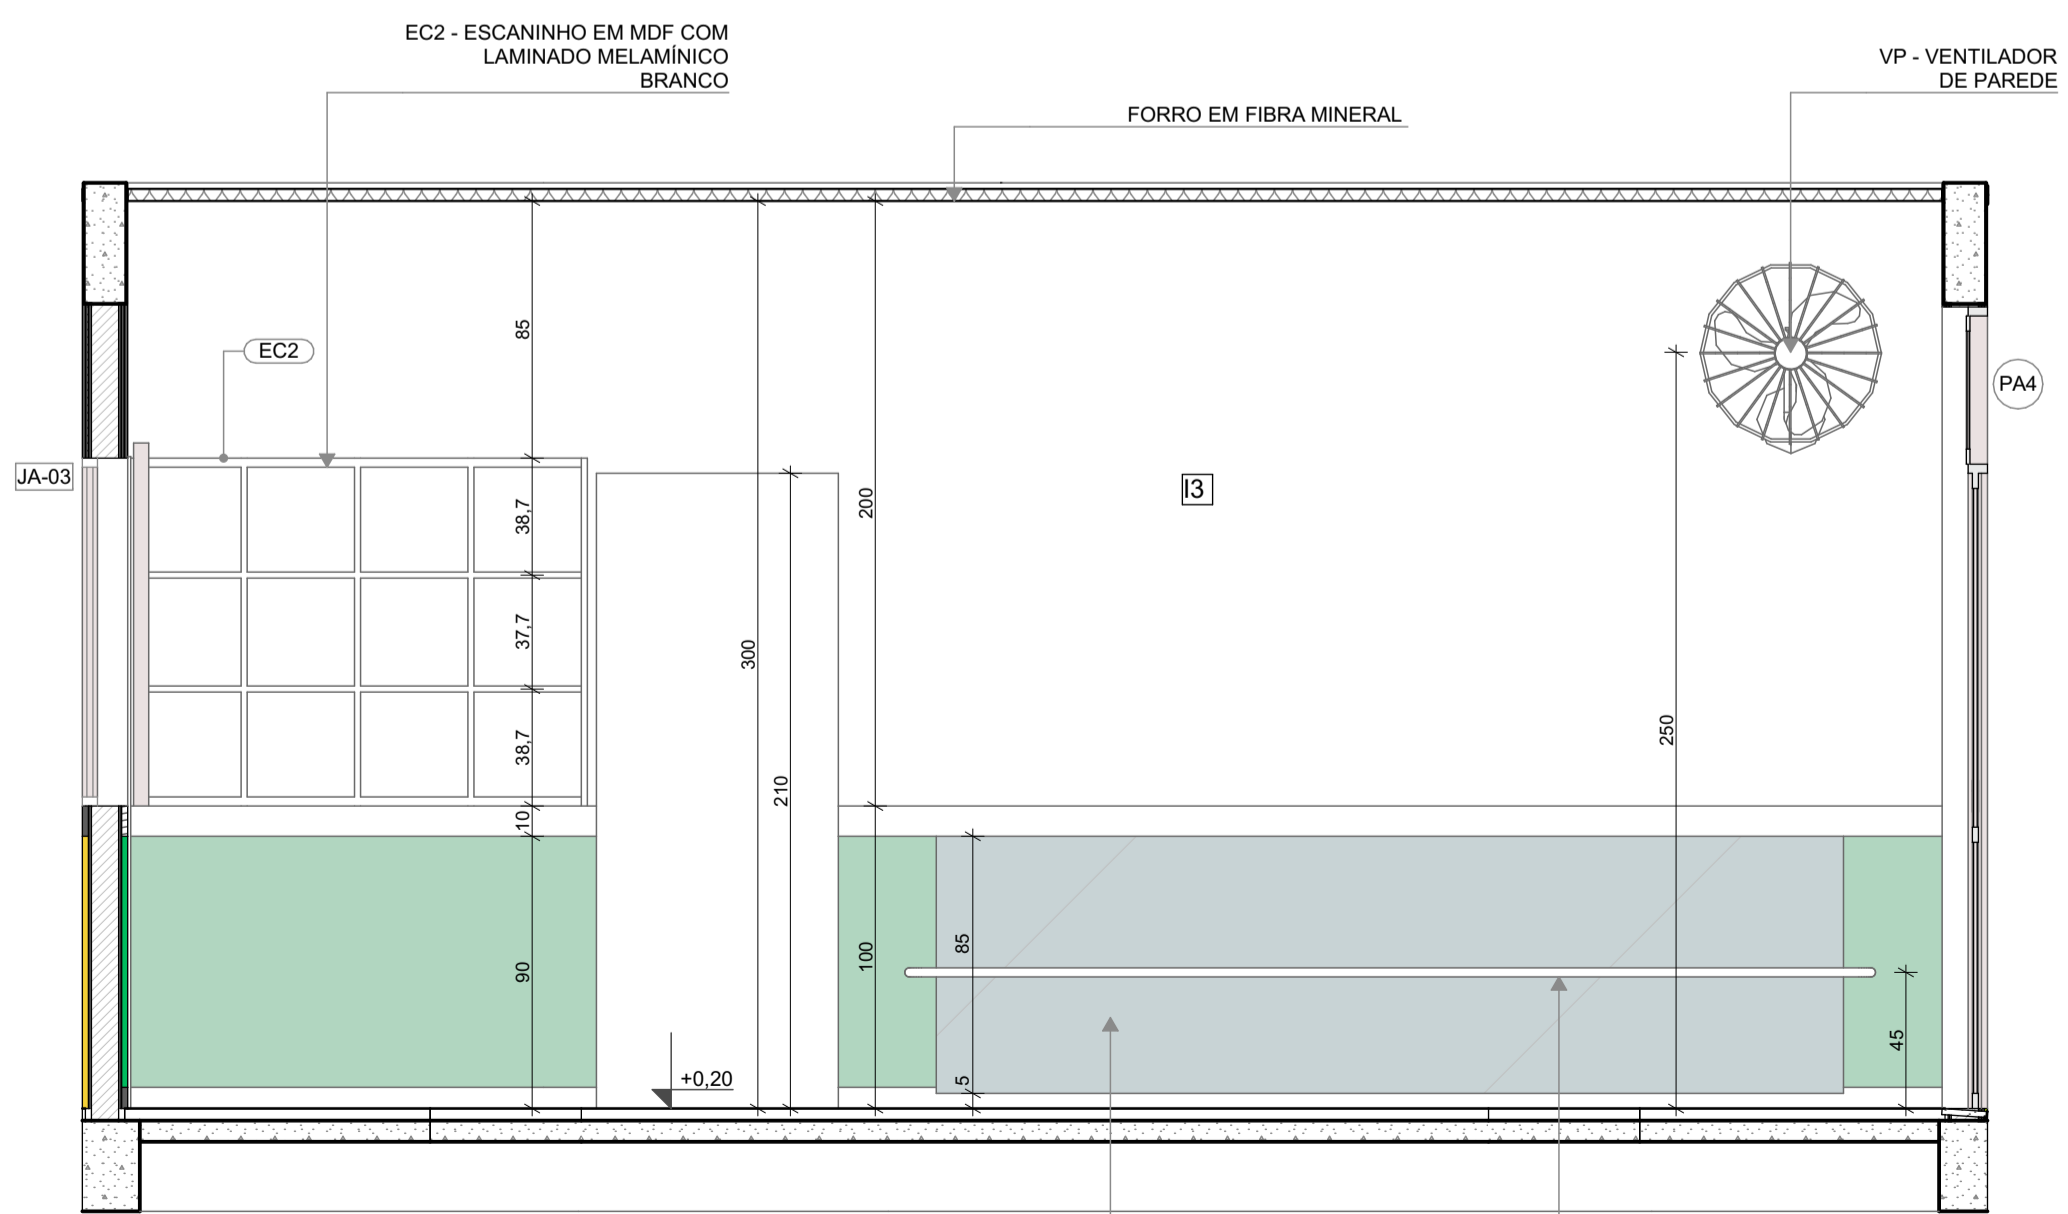 EC2 - ESCANINHO EM MDF COM
LAMINADO MELAMÍNICO
BRANCO
VP - VENTILADOR
DE PAREDE
FORRO EM FIBRA MINERAL
85
EC2
PA4
JA-03
I3
38,7
200
37,7
300
250
38,7
210
10
85
90
100
45
+0,20
5